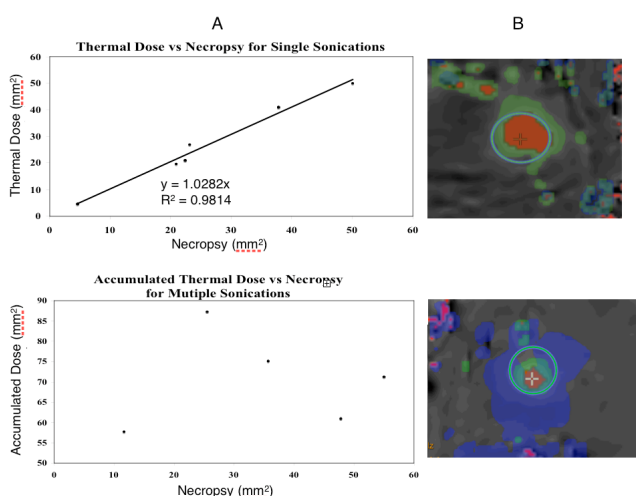 A
B
Thermal Dose vs Necropsy for Single Sonications
Thermal Dose (mm²)
60
50
40
30
20
10
0
y = 1.0282x
R² = 0.9814
0 10 20 30 40 50 60
Necropsy (mm²)
Accumulated Thermal Dose vs Necropsy
for Mutiple Sonications
Accumulated Dose (mm²)
90
85
80
75
70
65
60
55
50
0 10 20 30 40 50 60
Necropsy (mm²)